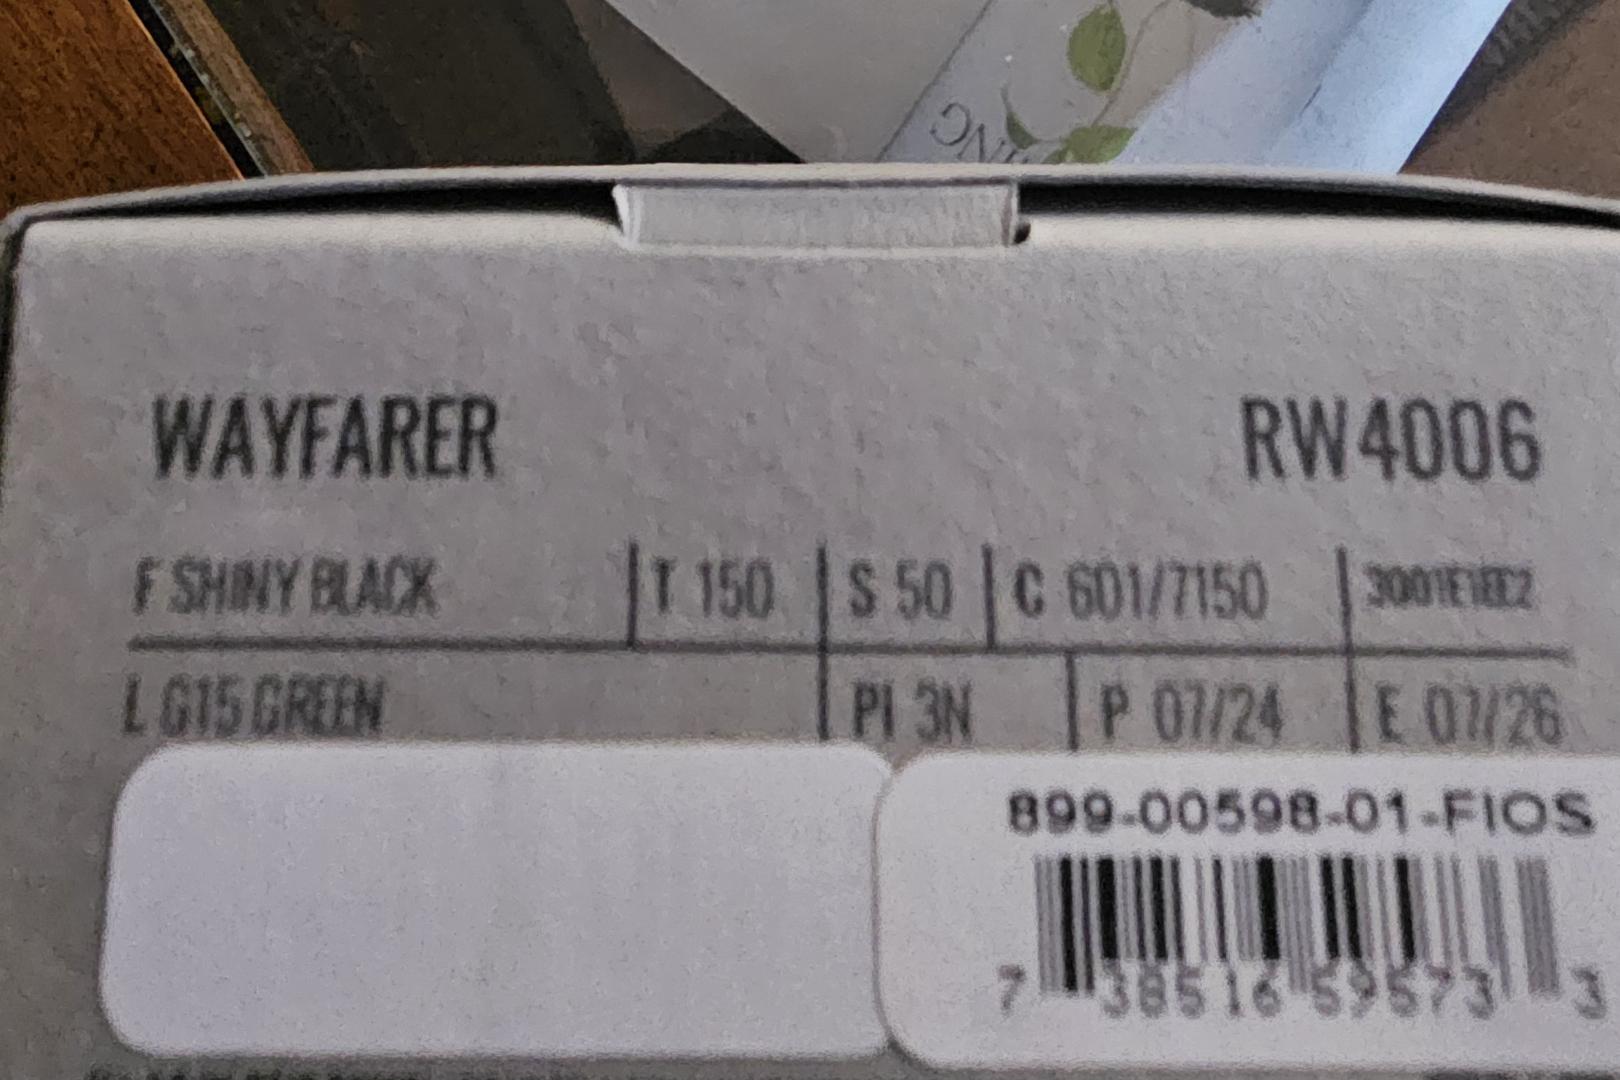 WAYFARER RW4006
F SHINY BLACK T 150 S 50 C 601/7150
L G15 GREEN PI 3N P 07/24 E 07/26
899-00598-01-FIOS
7 38516 59573 3